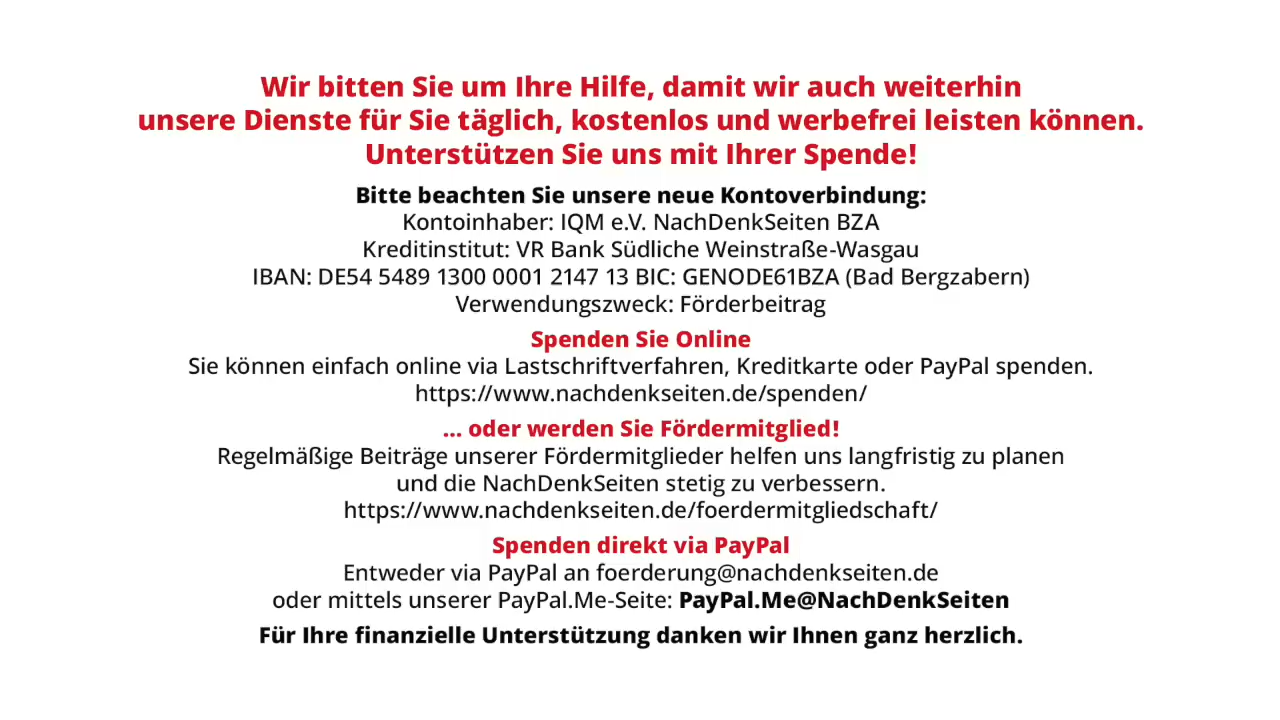 Wir bitten Sie um Ihre Hilfe, damit wir auch weiterhin
unsere Dienste für Sie täglich, kostenlos und werbefrei leisten können.
Unterstützen Sie uns mit Ihrer Spende!
Bitte beachten Sie unsere neue Kontoverbindung:
Kontoinhaber: IQM e.V. NachDenkSeiten BZA
Kreditinstitut: VR Bank Südliche Weinstraße-Wasgau
IBAN: DE54 5489 1300 0001 2147 13 BIC: GENODE61BZA (Bad Bergzabern)
Verwendungszweck: Förderbeitrag
Spenden Sie Online
Sie können einfach online via Lastschriftverfahren, Kreditkarte oder PayPal spenden.
https://www.nachdenkseiten.de/spenden/
... oder werden Sie Fördermitglied!
Regelmäßige Beiträge unserer Fördermitglieder helfen uns langfristig zu planen
und die NachDenkSeiten stetig zu verbessern.
https://www.nachdenkseiten.de/foerdermitgliedschaft/
Spenden direkt via PayPal
Entweder via PayPal an foerderung@nachdenkseiten.de
oder mittels unserer PayPal.Me-Seite: PayPal.Me@NachDenkSeiten
Für Ihre finanzielle Unterstützung danken wir Ihnen ganz herzlich.